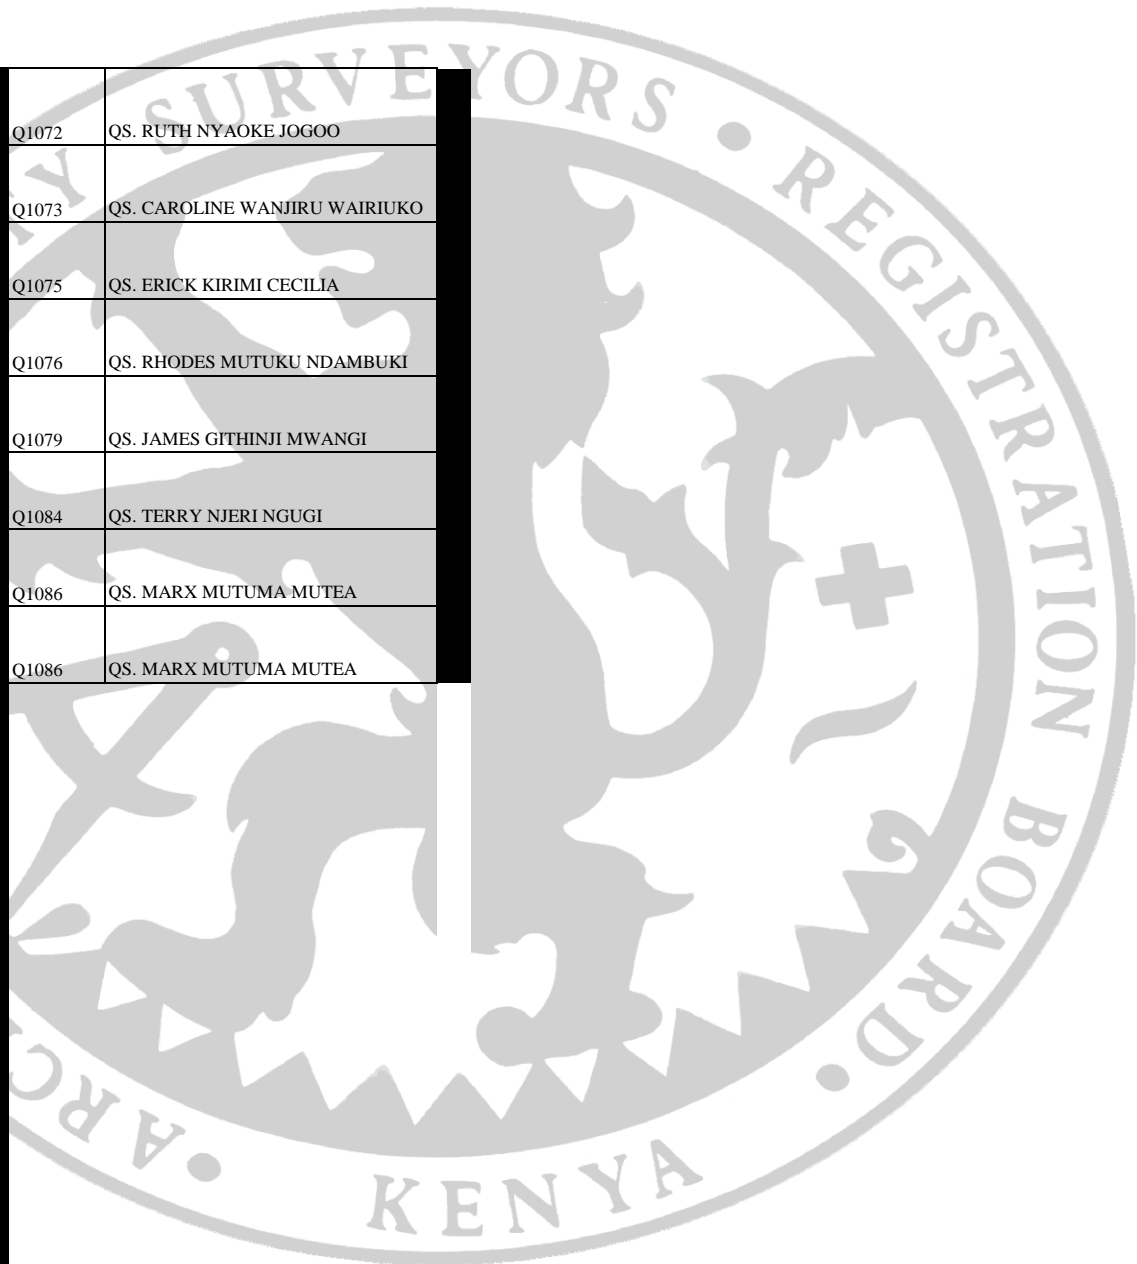 Q1072 QS. RUTH NYAOKE JOGOO
Q1073 QS. CAROLINE WANJIRU WAIRIUKO
Q1075 QS. ERICK KIRIMI CECILIA
Q1076 QS. RHODES MUTUKU NDAMBUKI
Q1079 QS. JAMES GITHINJI MWANGI
Q1084 QS. TERRY NJERI NGUGI
Q1086 QS. MARX MUTUMA MUTEA
Q1086 QS. MARX MUTUMA MUTEA
SURVEYORS • REGISTRATION BOARD •
KENYA